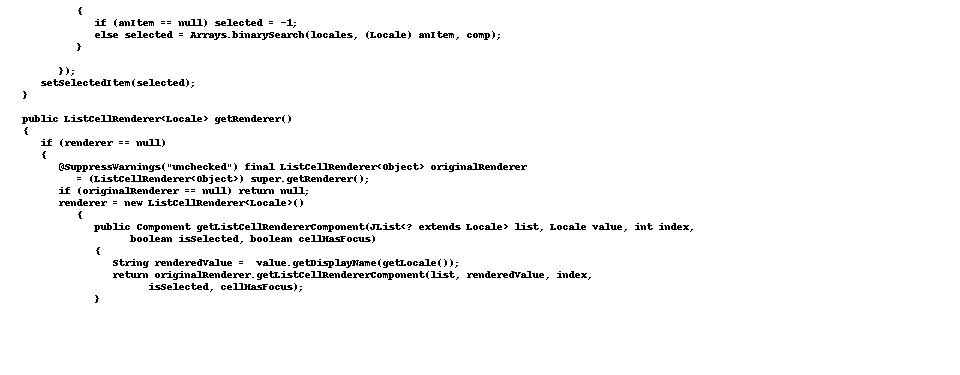 {
if (anItem == null) selected = -1;
else selected = Arrays.binarySearch(locales, (Locale) anItem, comp);
}
});
setSelectedItem(selected);
}
public ListCellRenderer<Locale> getRenderer()
{
if (renderer == null)
{
@SuppressWarnings("unchecked") final ListCellRenderer<Object> originalRenderer
= (ListCellRenderer<Object>) super.getRenderer();
if (originalRenderer == null) return null;
renderer = new ListCellRenderer<Locale>()
{
public Component getListCellRendererComponent(JList<? extends Locale> list, Locale value, int index,
boolean isSelected, boolean cellHasFocus)
{
String renderedValue =  value.getDisplayName(getLocale());
return originalRenderer.getListCellRendererComponent(list, renderedValue, index,
isSelected, cellHasFocus);
}